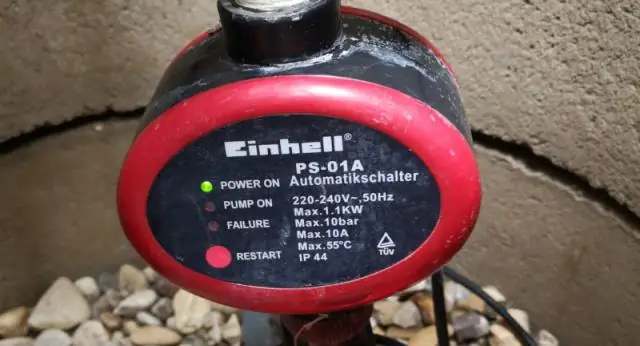 Einhell®
PS-01A
POWER ON Automatikschalter
PUMP ON 220-240V~,50Hz
Max.1.1KW
FAILURE Max.10bar
Max.10A
Max.55°C
RESTART IP 44
TÜV